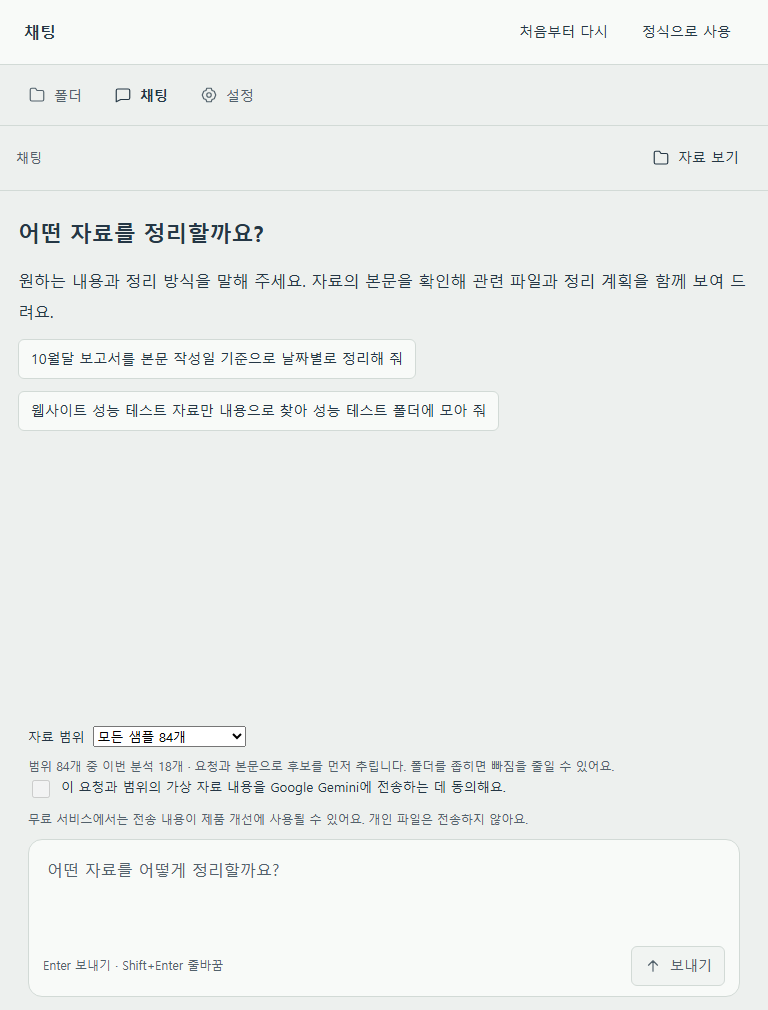 채팅
처음부터 다시
정식으로 사용
폴더
채팅
설정
채팅
자료 보기
어떤 자료를 정리할까요?
원하는 내용과 정리 방식을 말해 주세요. 자료의 본문을 확인해 관련 파일과 정리 계획을 함께 보여 드
려요.
10월달 보고서를 본문 작성일 기준으로 날짜별로 정리해 줘
웹사이트 성능 테스트 자료만 내용으로 찾아 성능 테스트 폴더에 모아 줘
자료 범위
모든 샘플 84개
범위 84개 중 이번 분석 18개 · 요청과 본문으로 후보를 먼저 추립니다. 폴더를 좁히면 빠짐을 줄일 수 있어요.
이 요청과 범위의 가상 자료 내용을 Google Gemini에 전송하는 데 동의해요.
무료 서비스에서는 전송 내용이 제품 개선에 사용될 수 있어요. 개인 파일은 전송하지 않아요.
어떤 자료를 어떻게 정리할까요?
Enter 보내기 · Shift+Enter 줄바꿈
보내기